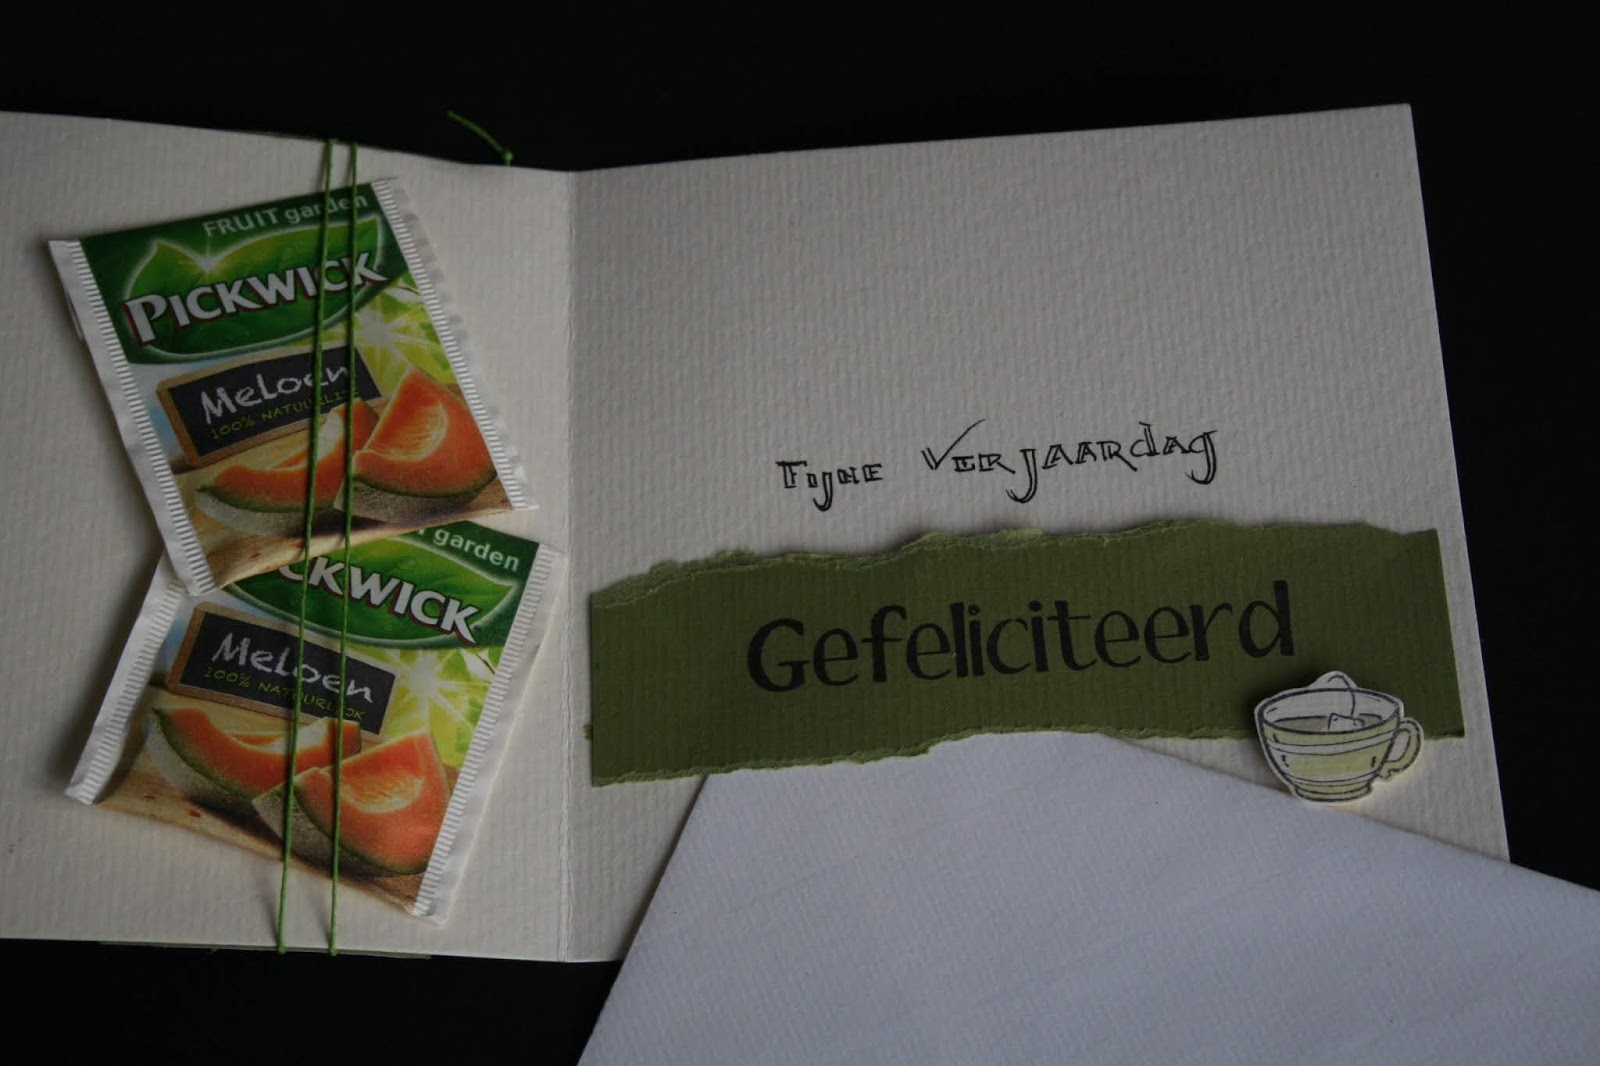 FRUIT garden
PICKWICK
Meloen
100% NATUURLIJK
garden
CKWICK
Meloen
100% NATUURLIJK
Fijne Verjaardag
Gefeliciteerd